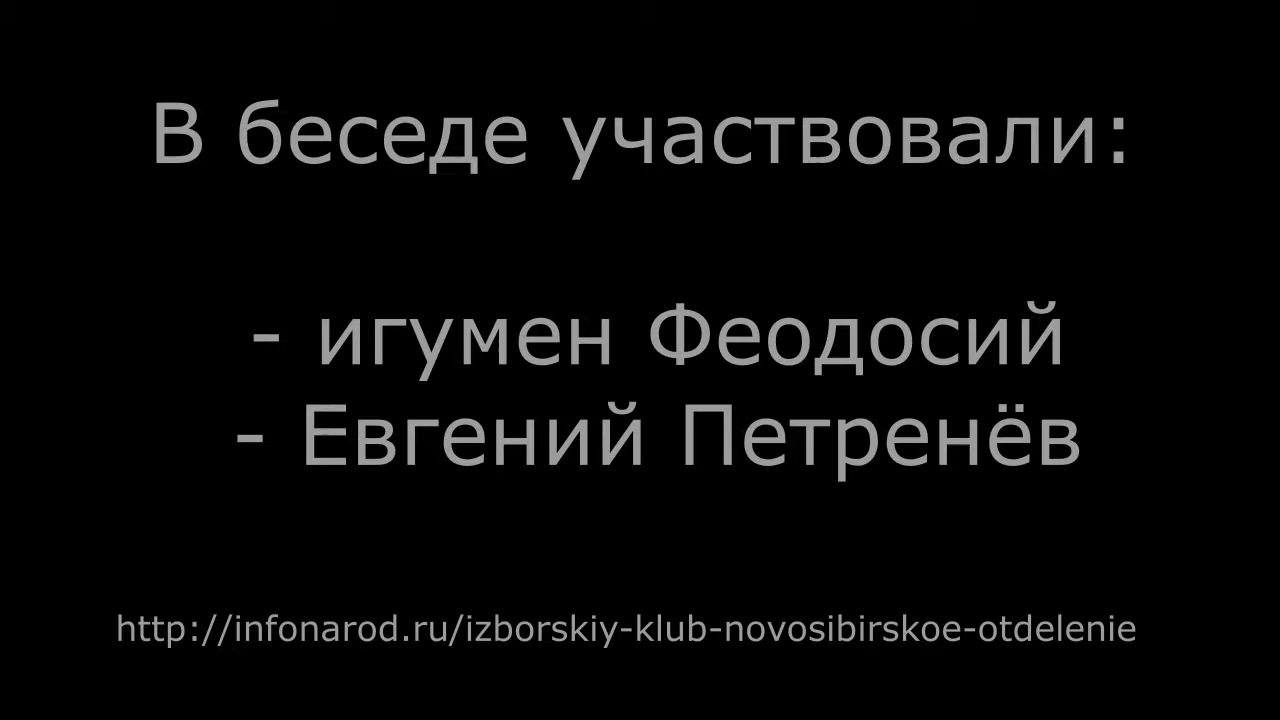 В беседе участвовали:
- игумен Феодосий
- Евгений Петренёв
http://infonarod.ru/izborskiy-klub-novosibirskoe-otdelenie